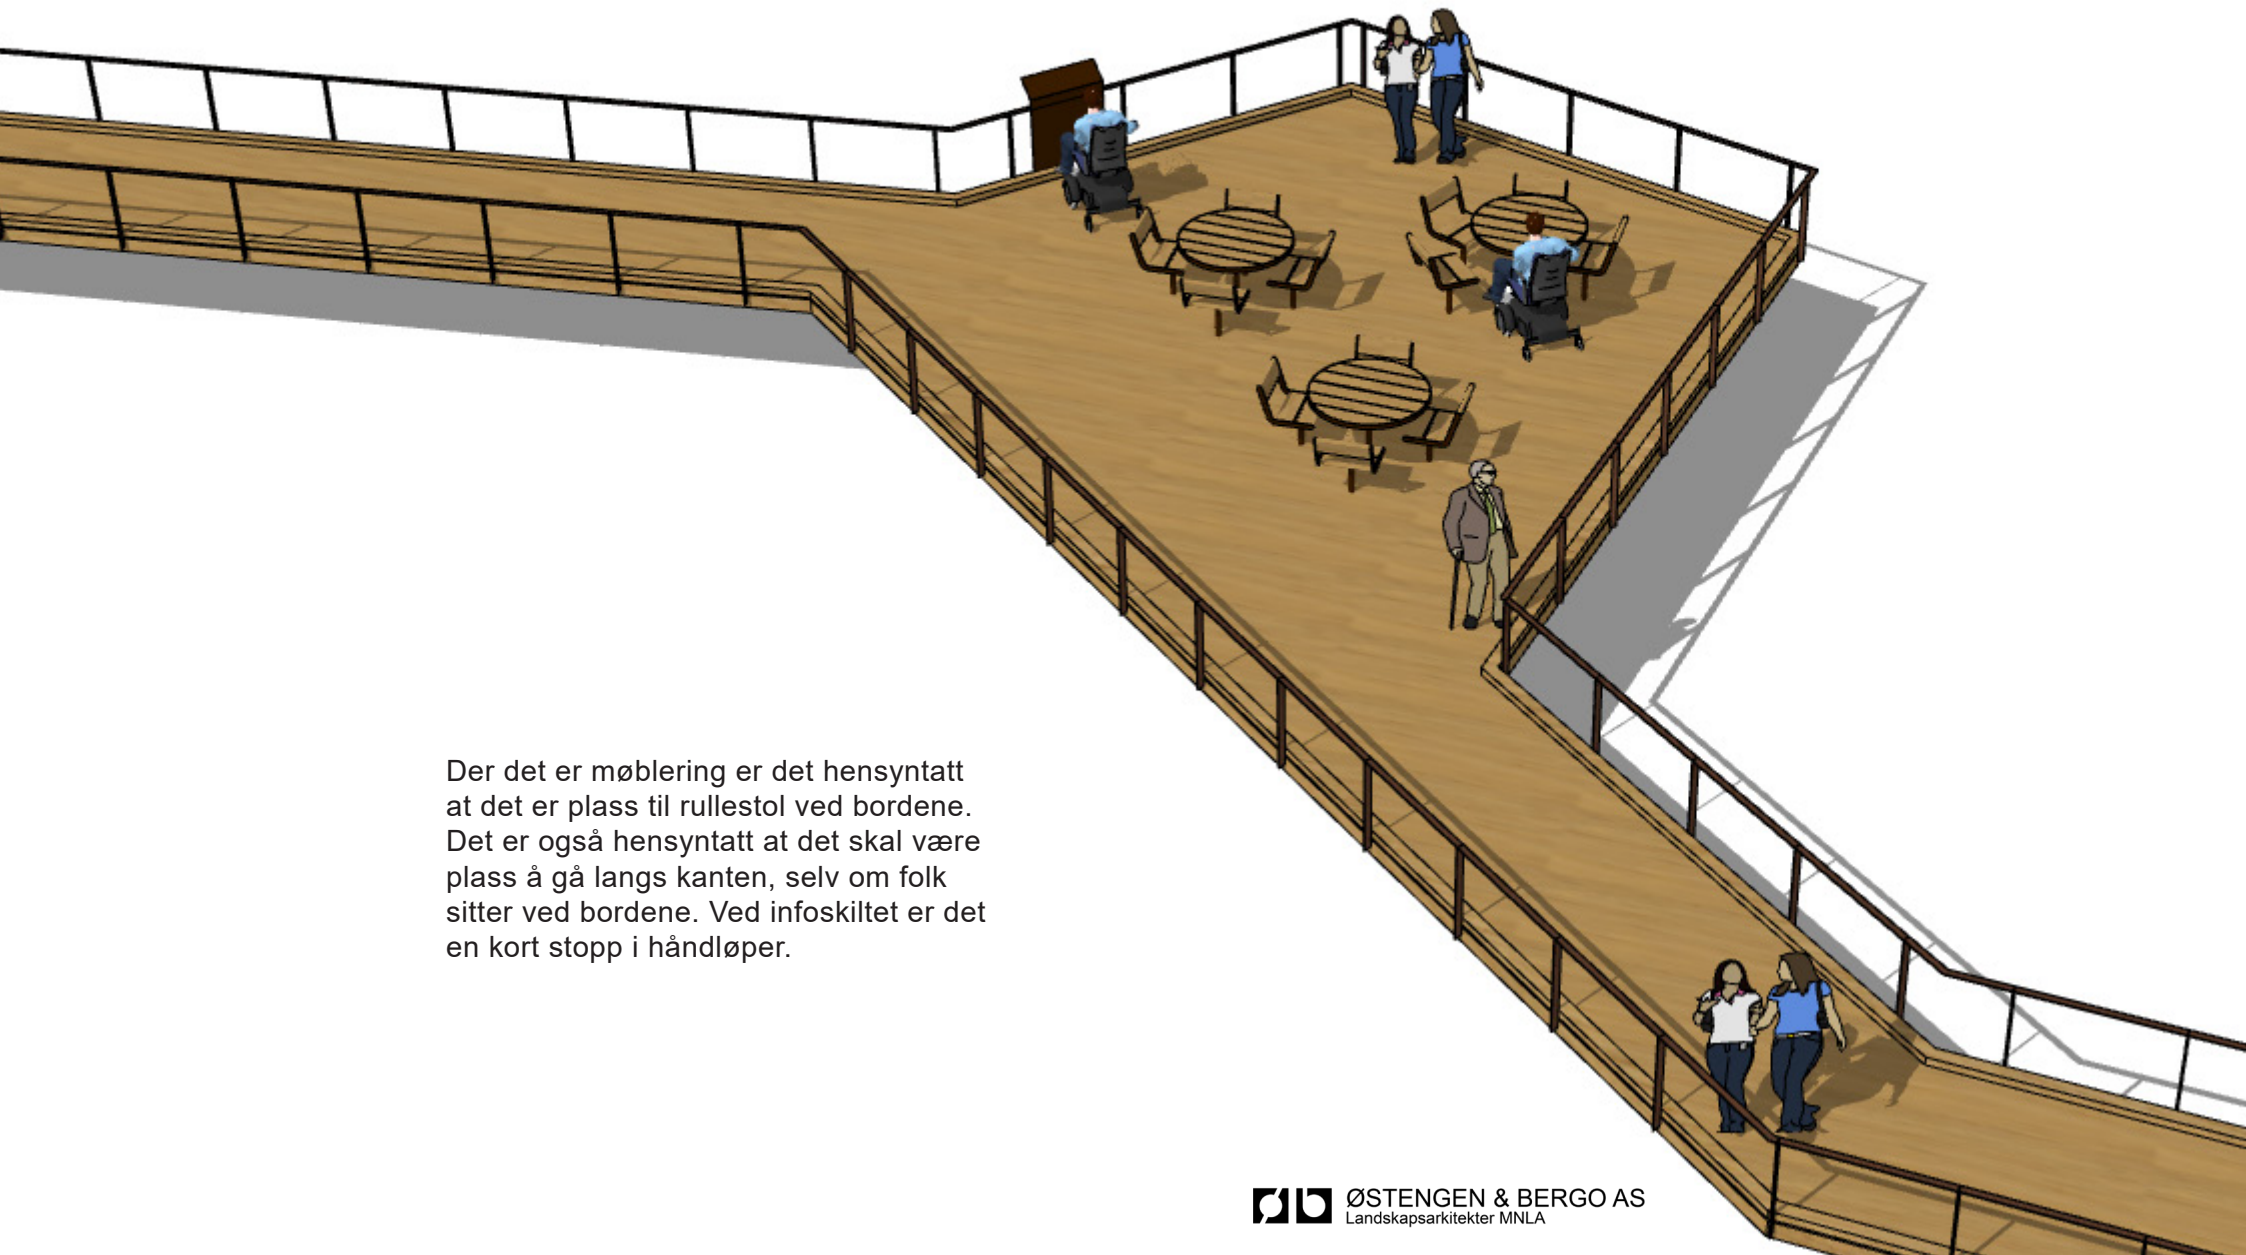 Der det er møblering er det hensyntatt
at det er plass til rullestol ved bordene.
Det er også hensyntatt at det skal være
plass å gå langs kanten, selv om folk
sitter ved bordene. Ved infoskiltet er det
en kort stopp i håndløper.
Øb ØSTENGEN & BERGO AS
Landskapsarkitekter MNLA